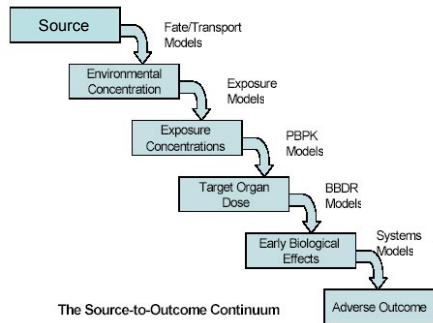 Source
Fate/Transport
Models
Environmental
Concentration
Exposure
Models
Exposure
Concentrations
PBPK
Models
Target Organ
Dose
BBDR
Models
Early Biological
Effects
Systems
Models
Adverse Outcome
The Source-to-Outcome Continuum